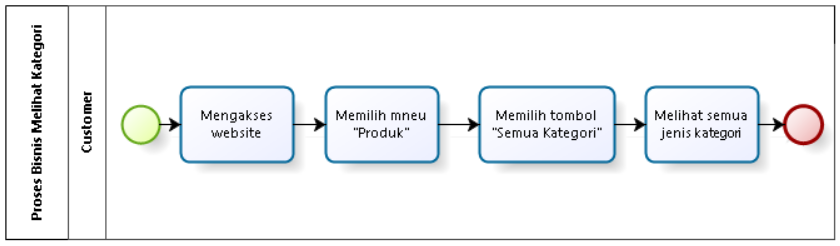 Proses Bisnis Melihat Kategori
Customer
Mengakses
website
Memilih mneu
"Produk"
Memilih tombol
"Semua Kategori"
Melihat semua
jenis kategori